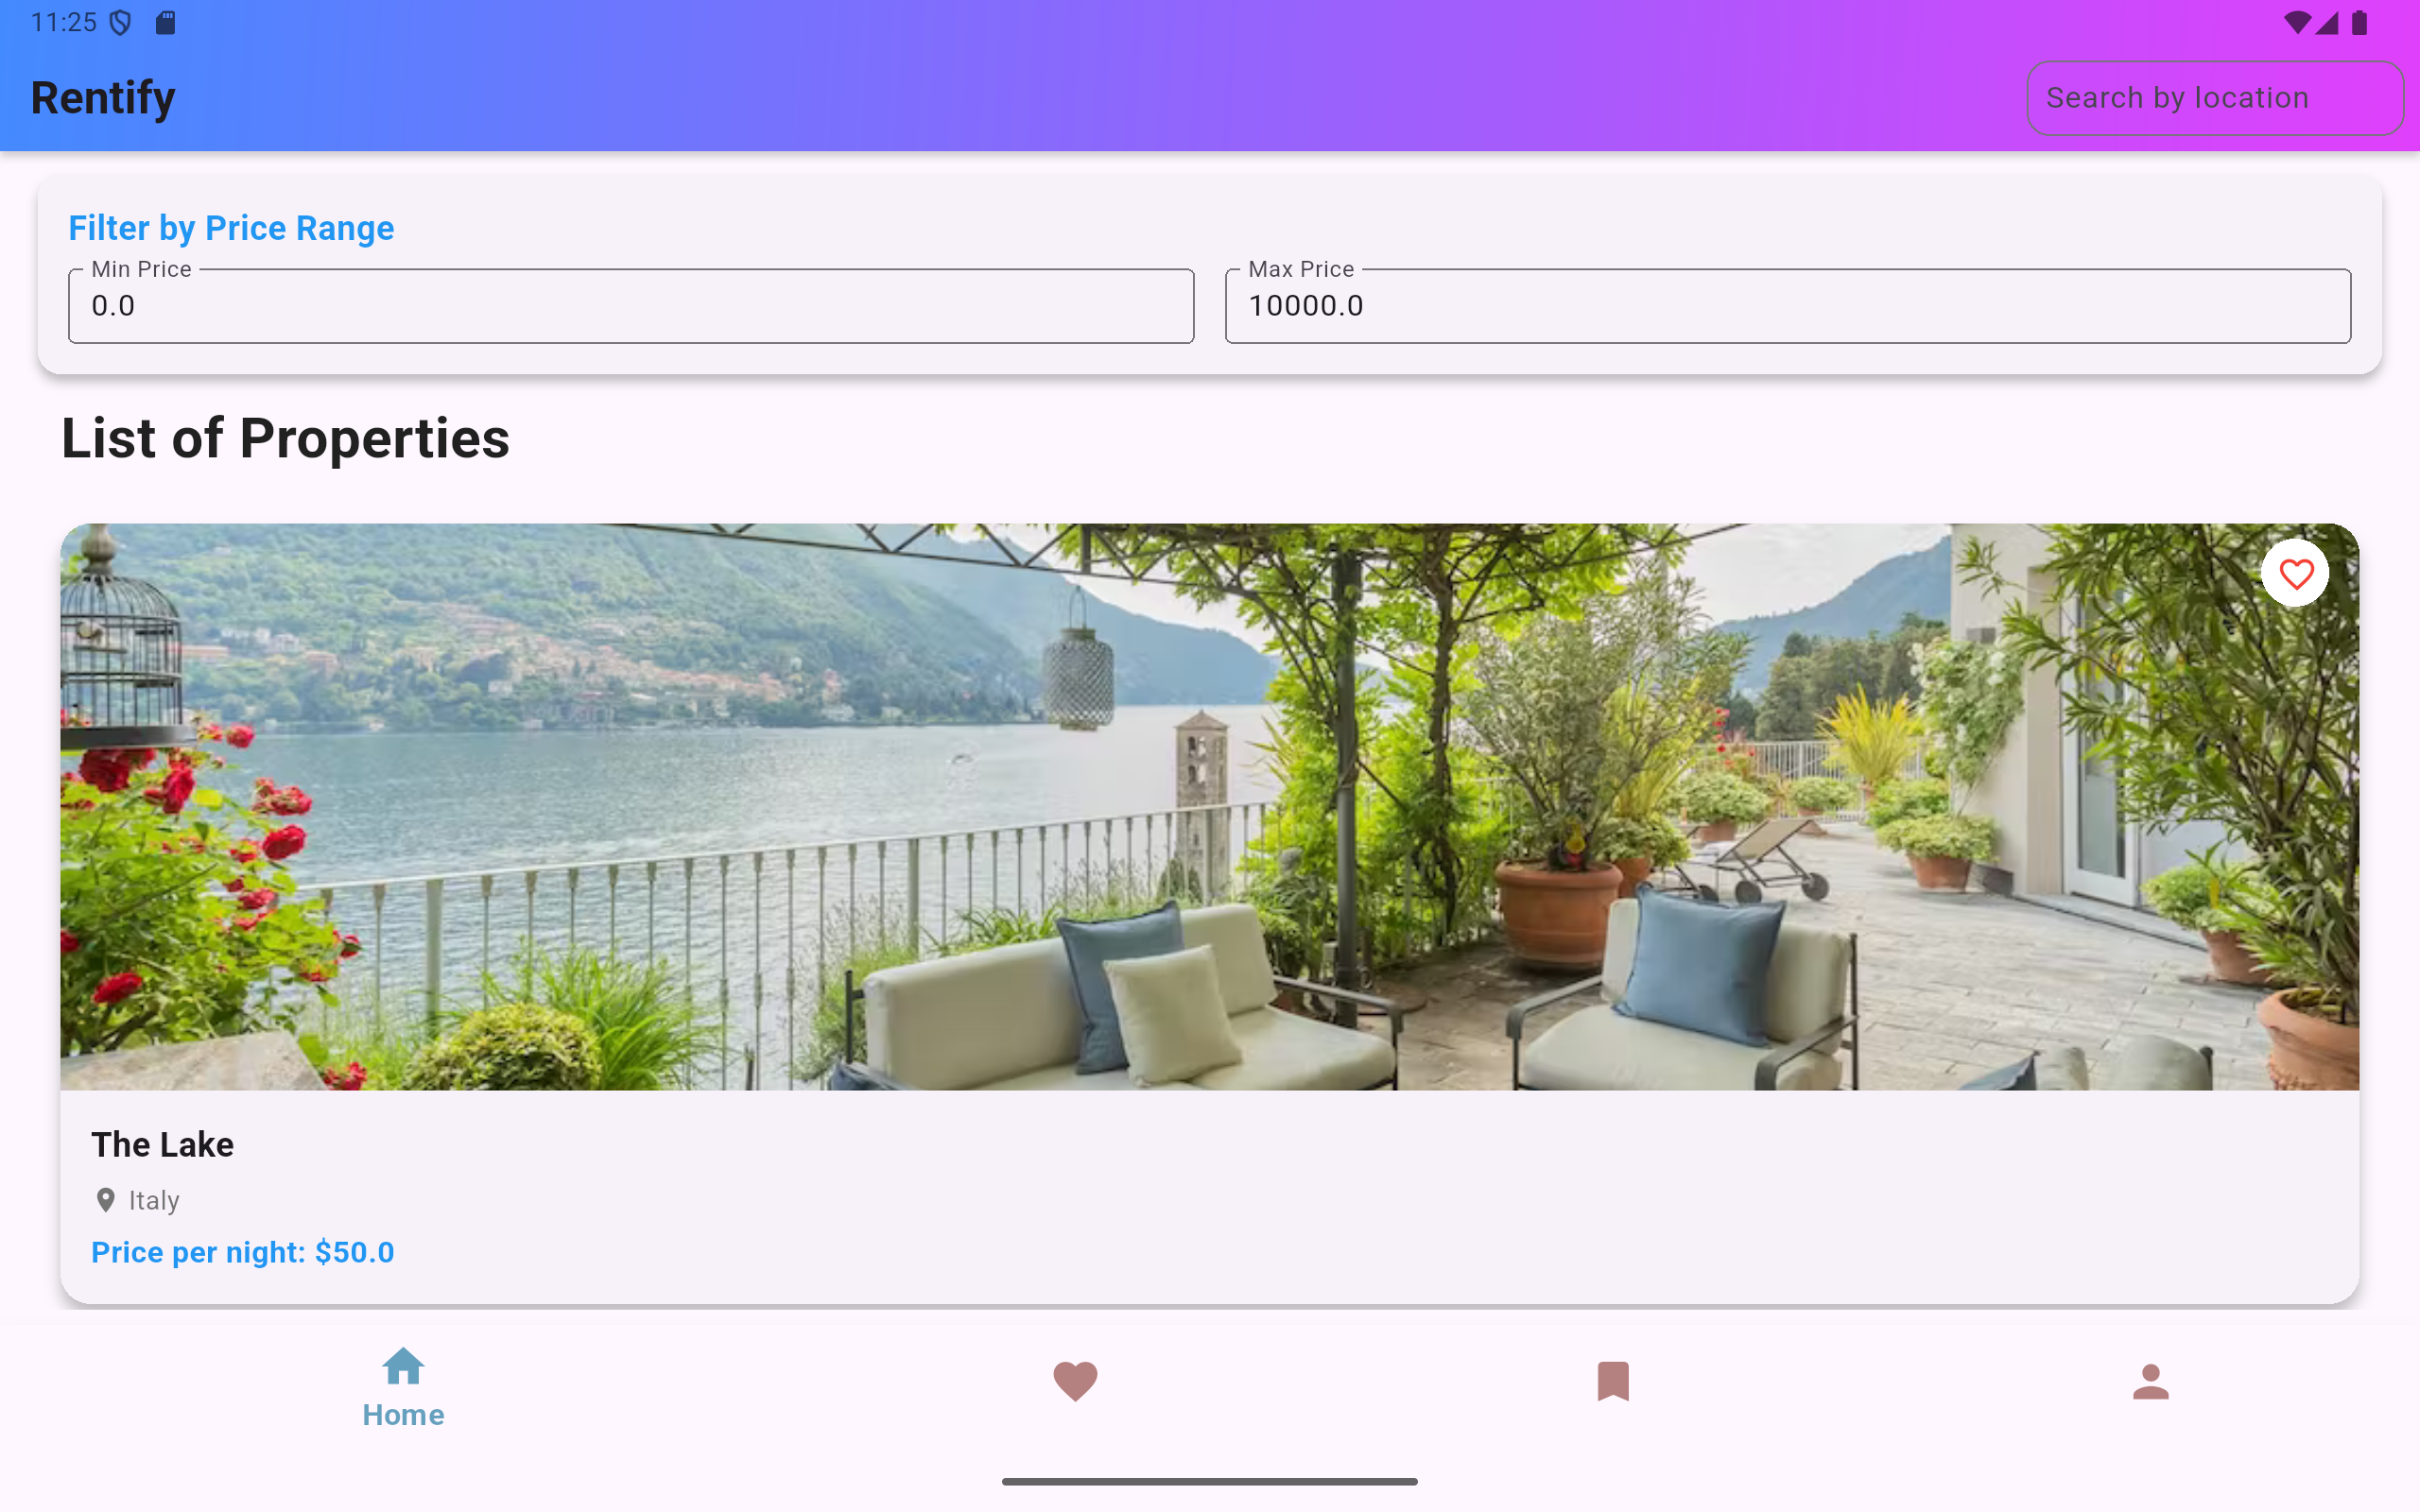 11:25
Rentify
Search by location
Filter by Price Range
Min Price
0.0
Max Price
10000.0
List of Properties
The Lake
Italy
Price per night: $50.0
Home